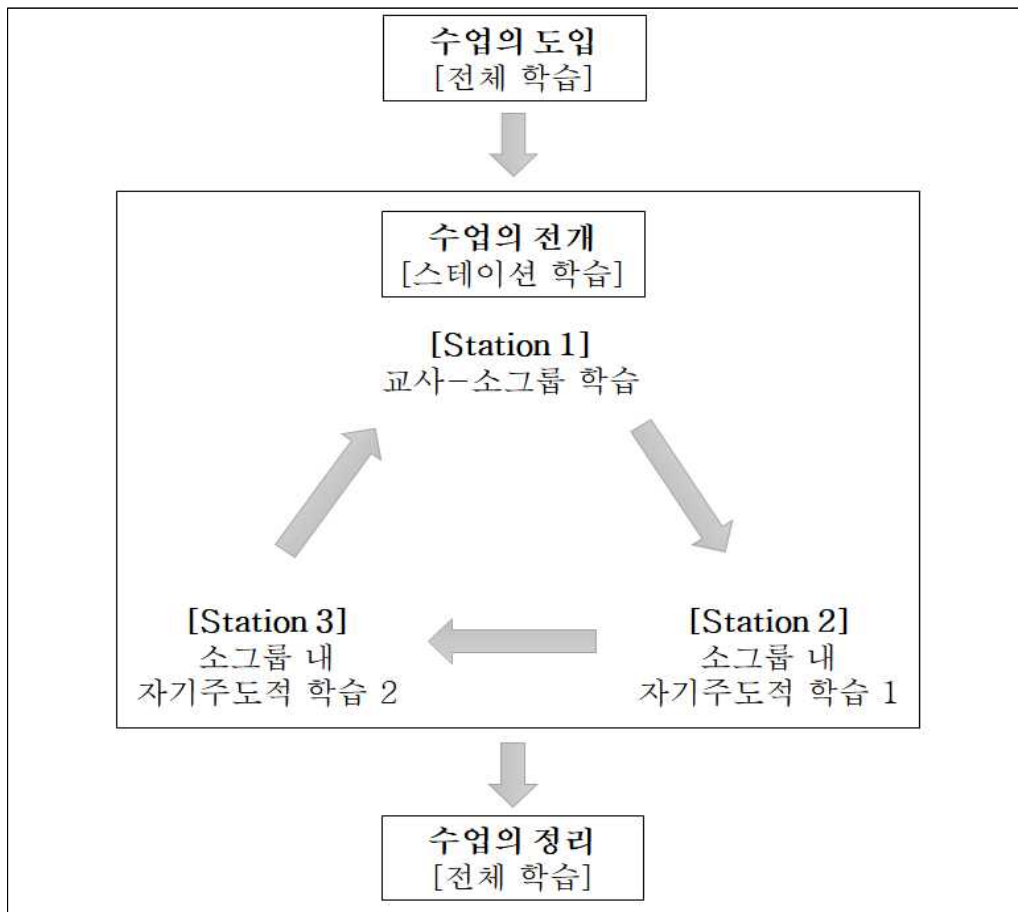 수업의 도입
[전체 학습]
수업의 전개
[스테이션 학습]
[Station 1]
교사-소그룹 학습
[Station 3]
소그룹 내
자기주도적 학습 2
[Station 2]
소그룹 내
자기주도적 학습 1
수업의 정리
[전체 학습]